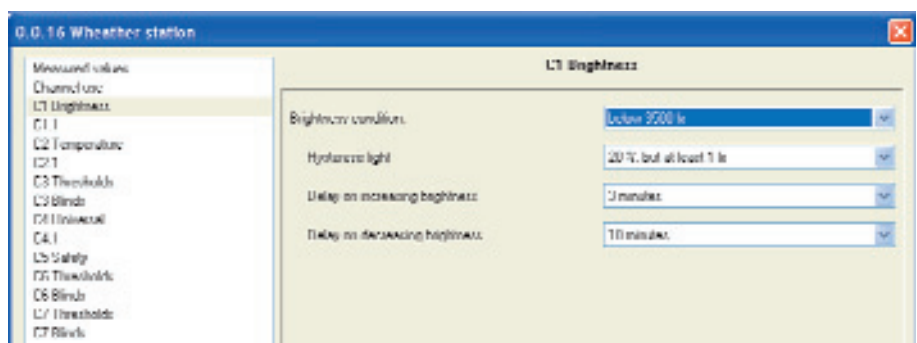 0.0.16 Wheather station
Measured values
Channel use
C1 Brightness
C1.1
C2 Temperature
C2.1
C3 Thresholds
C3 Blinds
C4 Universal
C4.1
C5 Safety
C6 Thresholds
C6 Blinds
C7 Thresholds
C7 Blinds
C1 Brightness
Brightness condition: below 3500 lx
Hysteresis light 20 %, but at least 1 lx
Delay on increasing brightness 3 minutes
Delay on decreasing brightness 10 minutes